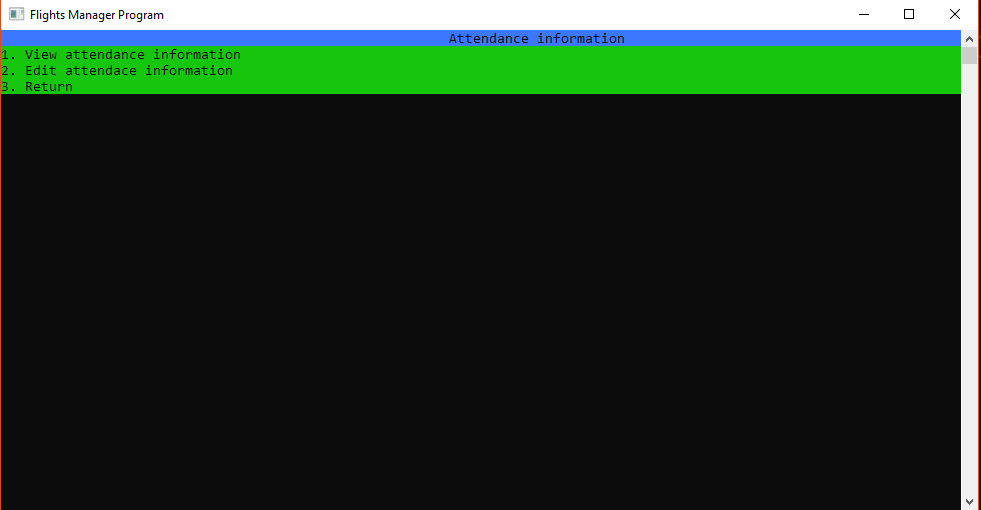 Flights Manager Program
Attendance information
1. View attendance information
2. Edit attendace information
3. Return